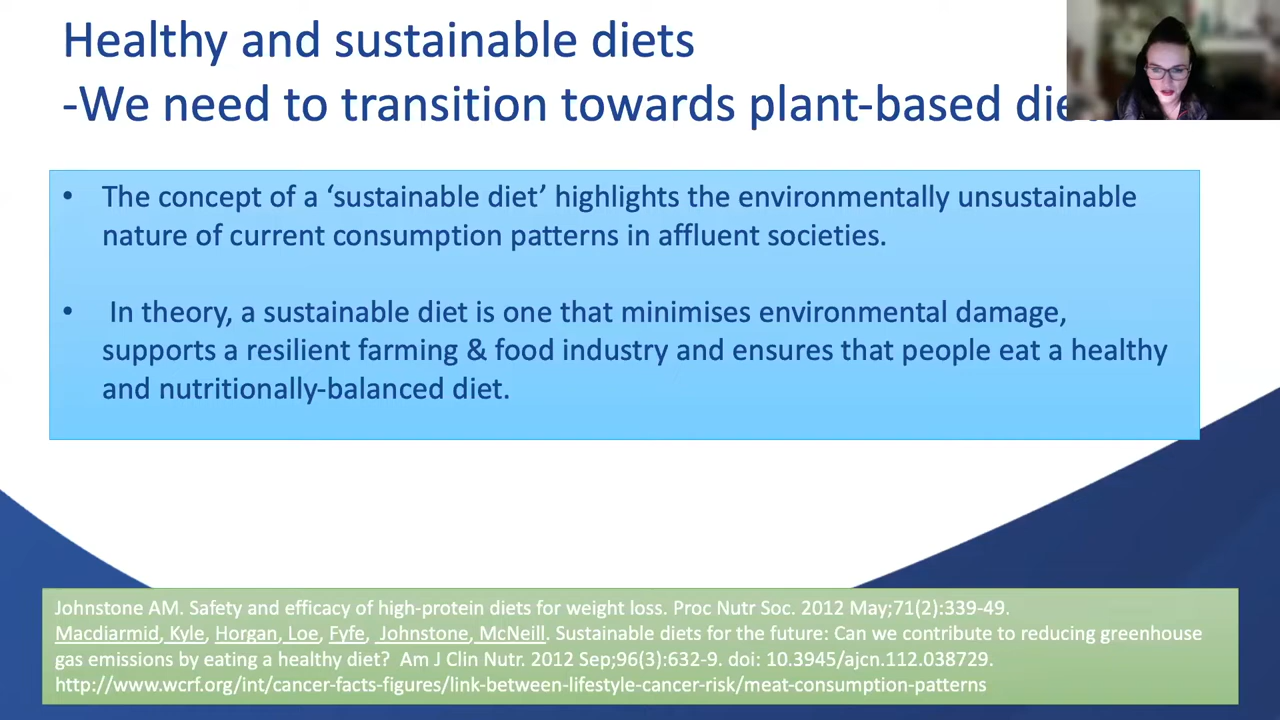 Healthy and sustainable diets
-We need to transition towards plant-based
• The concept of a ‘sustainable diet’ highlights the environmentally unsustainable
nature of current consumption patterns in affluent societies.
• In theory, a sustainable diet is one that minimises environmental damage,
supports a resilient farming & food industry and ensures that people eat a healthy
and nutritionally-balanced diet.
Johnstone AM. Safety and efficacy of high-protein diets for weight loss. Proc Nutr Soc. 2012 May;71(2):339-49.
Macdiarmid, Kyle, Horgan, Loe, Fyfe, Johnstone, McNeill. Sustainable diets for the future: Can we contribute to reducing greenhouse
gas emissions by eating a healthy diet? Am J Clin Nutr. 2012 Sep;96(3):632-9. doi: 10.3945/ajcn.112.038729.
http://www.wcrf.org/int/cancer-facts-figures/link-between-lifestyle-cancer-risk/meat-consumption-patterns